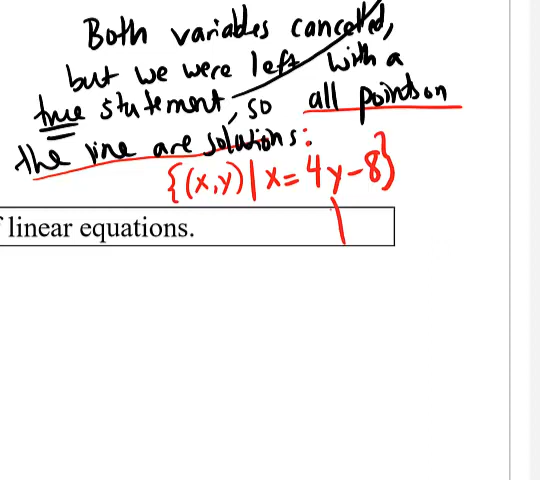 Both variables cancelled,
but we were left with a
true statement, so all points on
the line are solutions:
{(x,y) | x = 4y - 8}
linear equations.